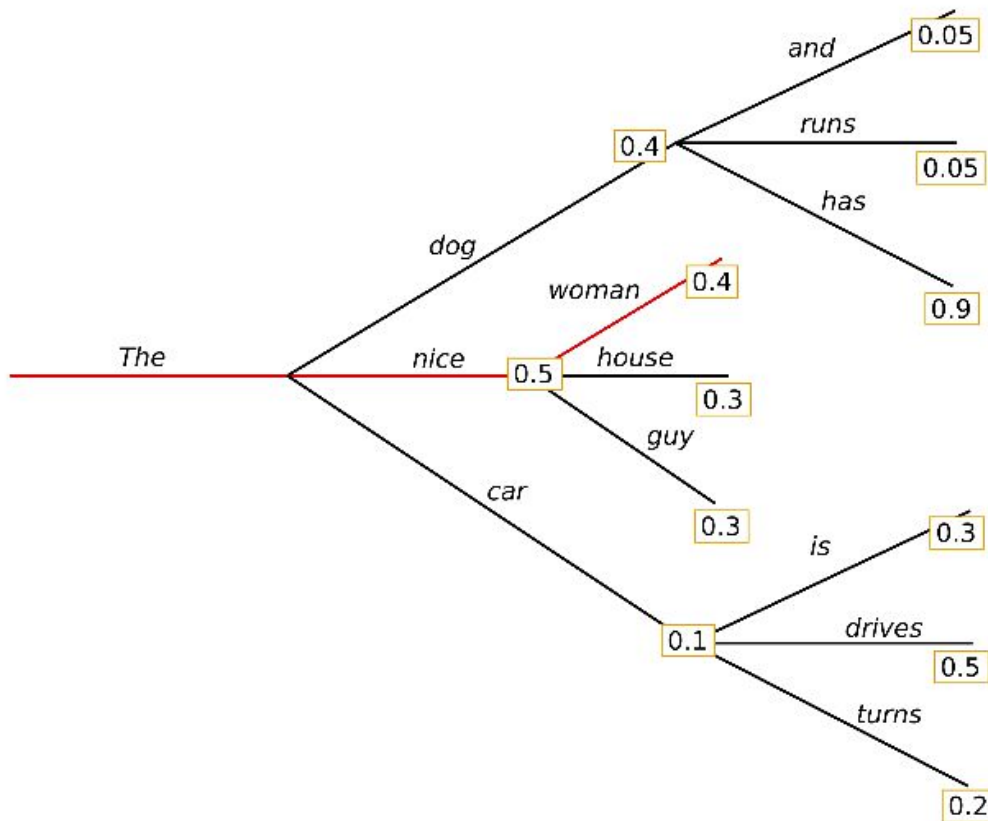 and
0.05
runs
0.4
0.05
has
dog
woman
0.4
0.9
The
nice
0.5
house
0.3
guy
car
0.3
is
0.3
drives
0.1
0.5
turns
0.2